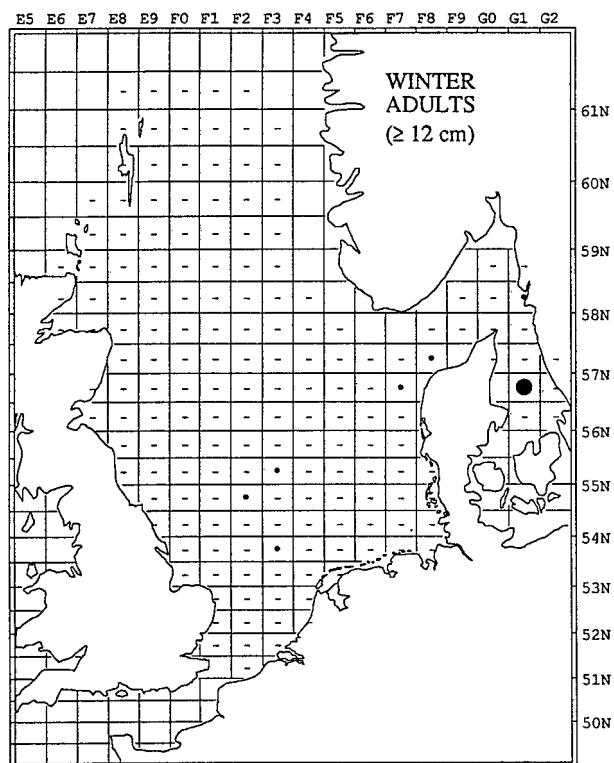 E5 E6 E7 E8 E9 F0 F1 F2 F3 F4 F5 F6 F7 F8 F9 G0 G1 G2
WINTER
ADULTS
(≥ 12 cm)
61N
60N
59N
58N
57N
56N
55N
54N
53N
52N
51N
50N